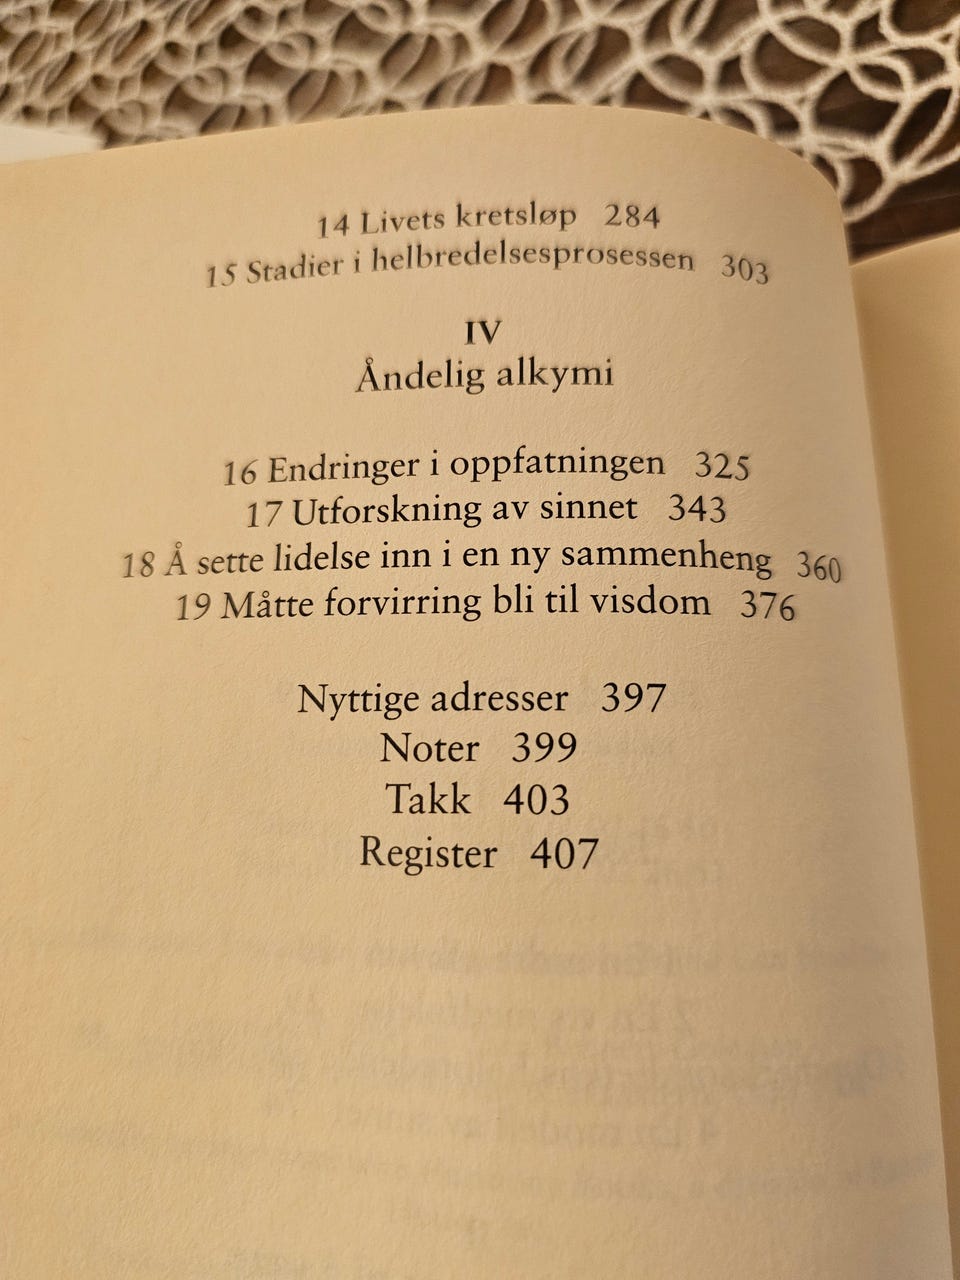 14 Livets kretsløp 284
15 Stadier i helbredelsesprosessen 303
IV
Åndelig alkymi
16 Endringer i oppfatningen 325
17 Utforskning av sinnet 343
18 Å sette lidelse inn i en ny sammenheng 360
19 Måtte forvirring bli til visdom 376
Nyttige adresser 397
Noter 399
Takk 403
Register 407